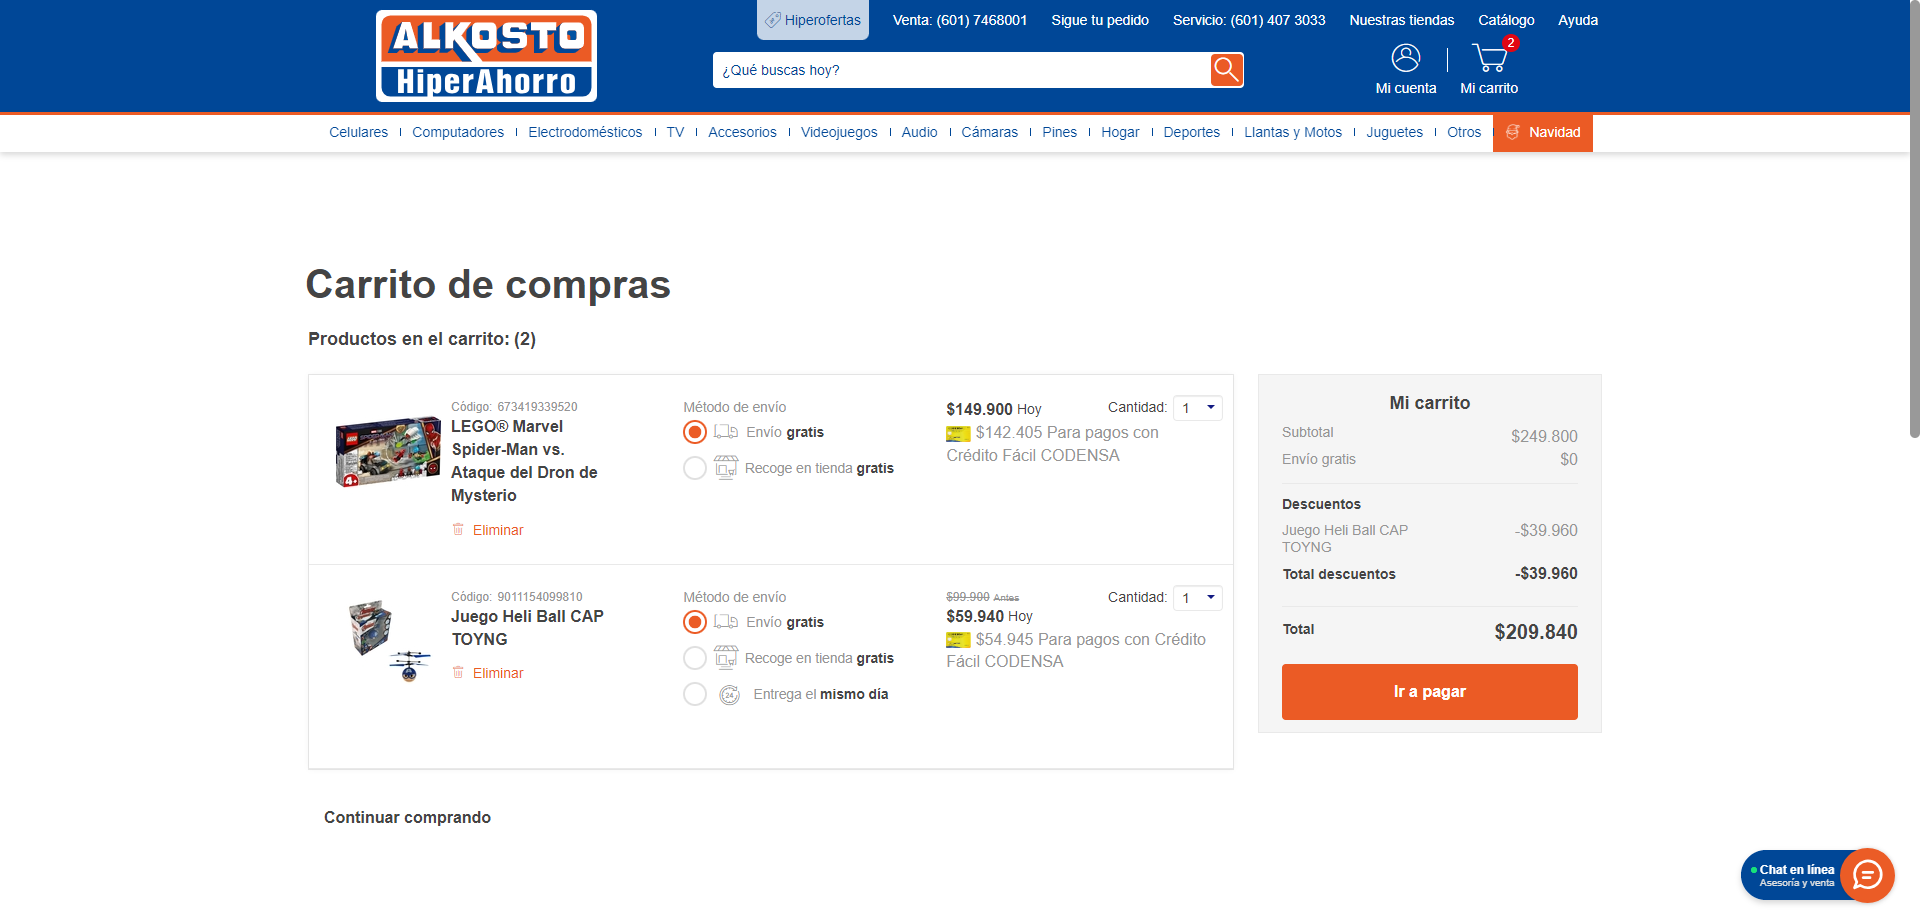 ALKOSTO
HiperAhorro
Hiperofertas
Venta: (601) 7468001
Sigue tu pedido
Servicio: (601) 407 3033
Nuestras tiendas
Catálogo
Ayuda
¿Qué buscas hoy?
Mi cuenta
2
Mi carrito
Celulares
Computadores
Electrodomésticos
TV
Accesorios
Videojuegos
Audio
Cámaras
Pines
Hogar
Deportes
Llantas y Motos
Juguetes
Otros
Navidad
Carrito de compras
Productos en el carrito: (2)
Código: 673419339520
LEGO® Marvel
Spider-Man vs.
Ataque del Dron de
Mysterio
Eliminar
Método de envío
Envío gratis
Recoge en tienda gratis
$149.900 Hoy
$142.405 Para pagos con
Crédito Fácil CODENSA
Cantidad: 1
Código: 9011154099810
Juego Heli Ball CAP
TOYNG
Eliminar
Método de envío
Envío gratis
Recoge en tienda gratis
24
Entrega el mismo día
$99.900 Antes
$59.940 Hoy
$54.945 Para pagos con Crédito
Fácil CODENSA
Cantidad: 1
Mi carrito
Subtotal $249.800
Envío gratis $0
Descuentos
Juego Heli Ball CAP
TOYNG
-$39.960
Total descuentos -$39.960
Total $209.840
Ir a pagar
Continuar comprando
Chat en línea
Asesoría y venta
LEGO
4+